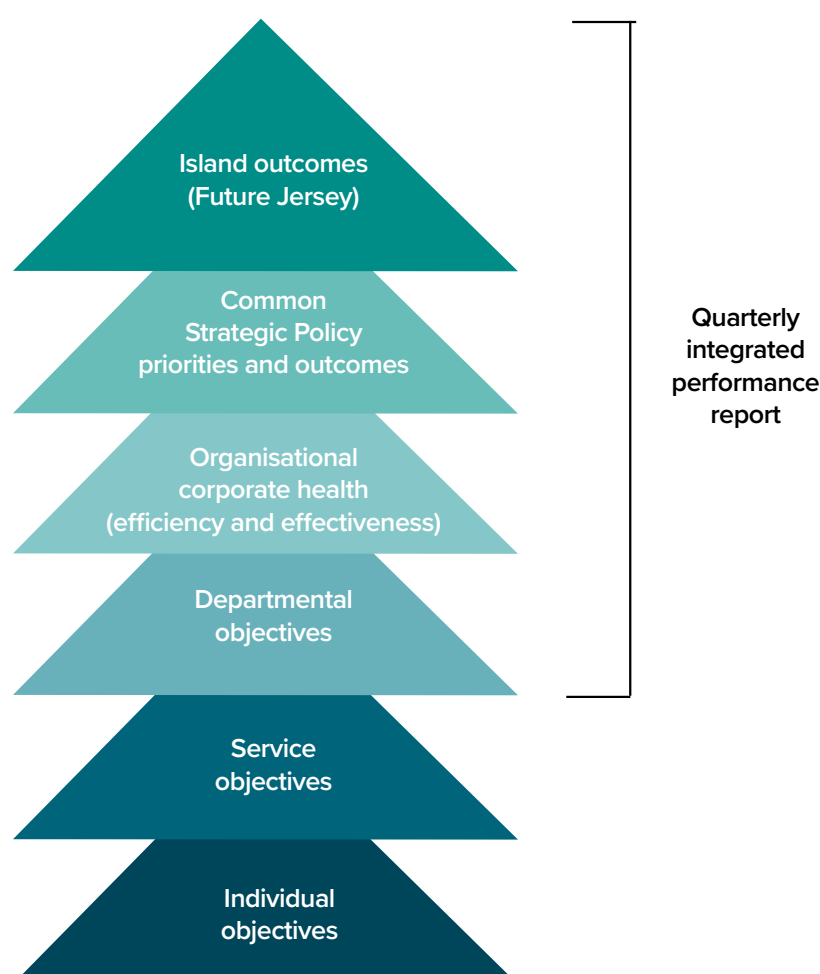 Island outcomes
(Future Jersey)
Common
Strategic Policy
priorities and outcomes
Organisational
corporate health
(efficiency and effectiveness)
Departmental
objectives
Service
objectives
Individual
objectives
Quarterly
integrated
performance
report